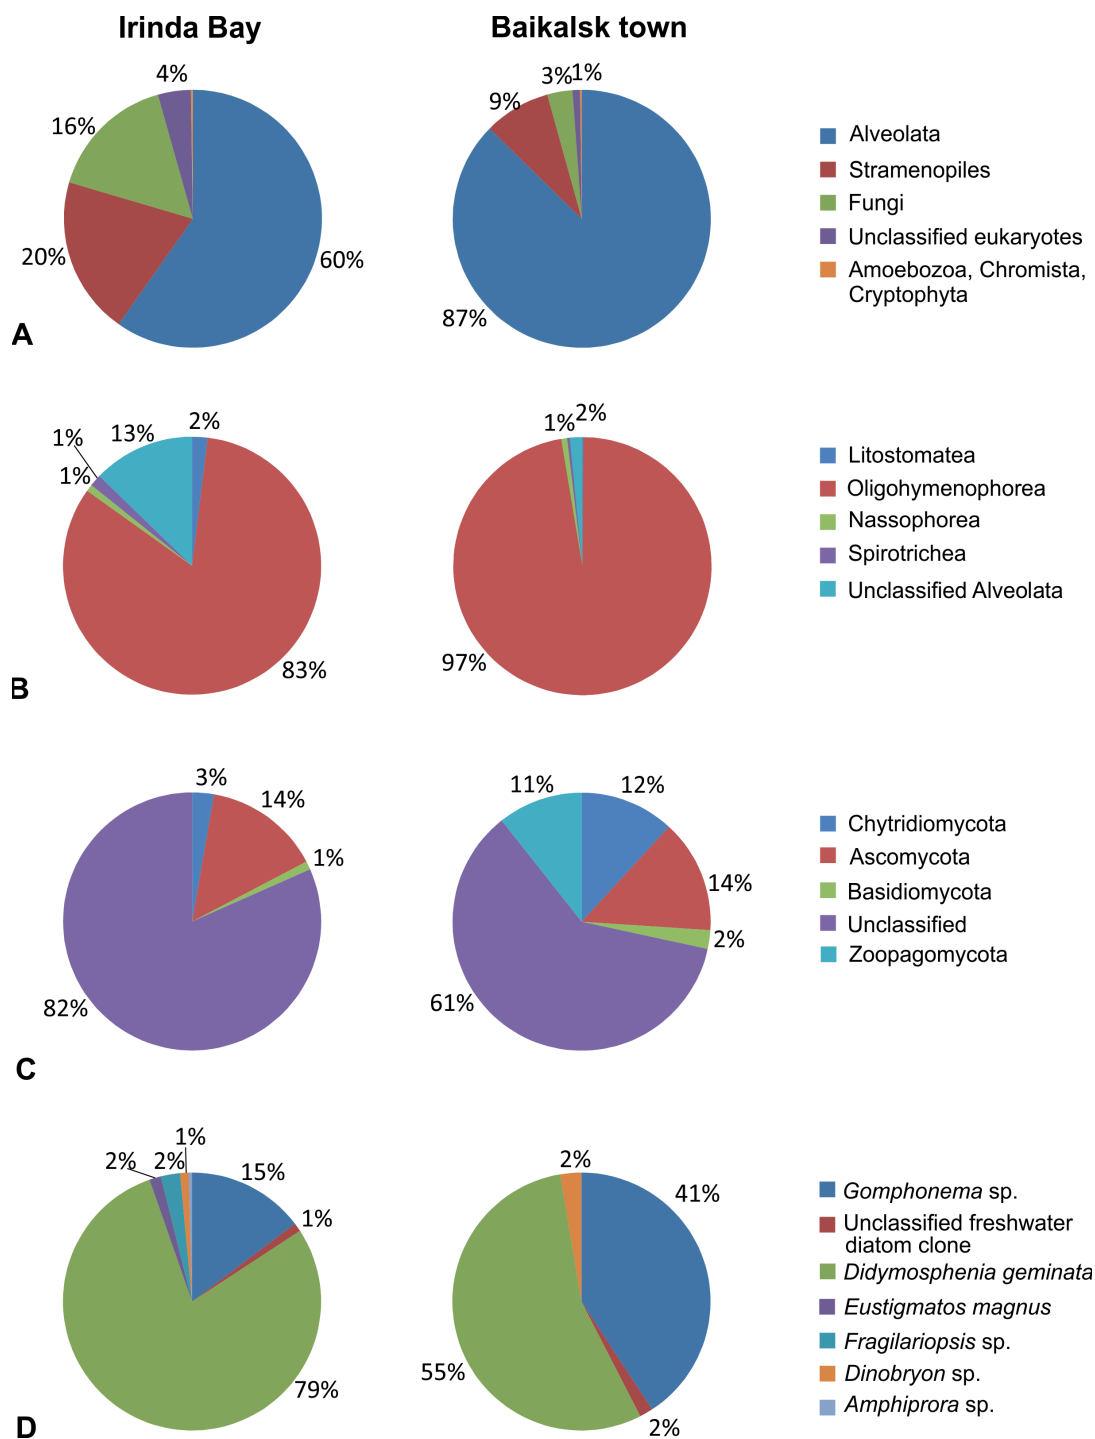 Irinda Bay
Baikalsk town
4%
16%
20%
60%
3%
1%
9%
87%
Alveolata
Stramenopiles
Fungi
Unclassified eukaryotes
Amoebozoa, Chromista,
Cryptophyta
A
1%
1%
13%
2%
83%
1%
2%
97%
Litostomatea
Oligohymenophorea
Nassophorea
Spirotrichea
Unclassified Alveolata
B
3%
14%
1%
82%
11%
12%
14%
2%
61%
Chytridiomycota
Ascomycota
Basidiomycota
Unclassified
Zoopagomycota
C
1%
2%
2%
15%
1%
79%
2%
41%
55%
2%
Gomphonema sp.
Unclassified freshwater
diatom clone
Didymosphenia geminata
Eustigmatos magnus
Fragilariopsis sp.
Dinobryon sp.
Amphiprora sp.
D